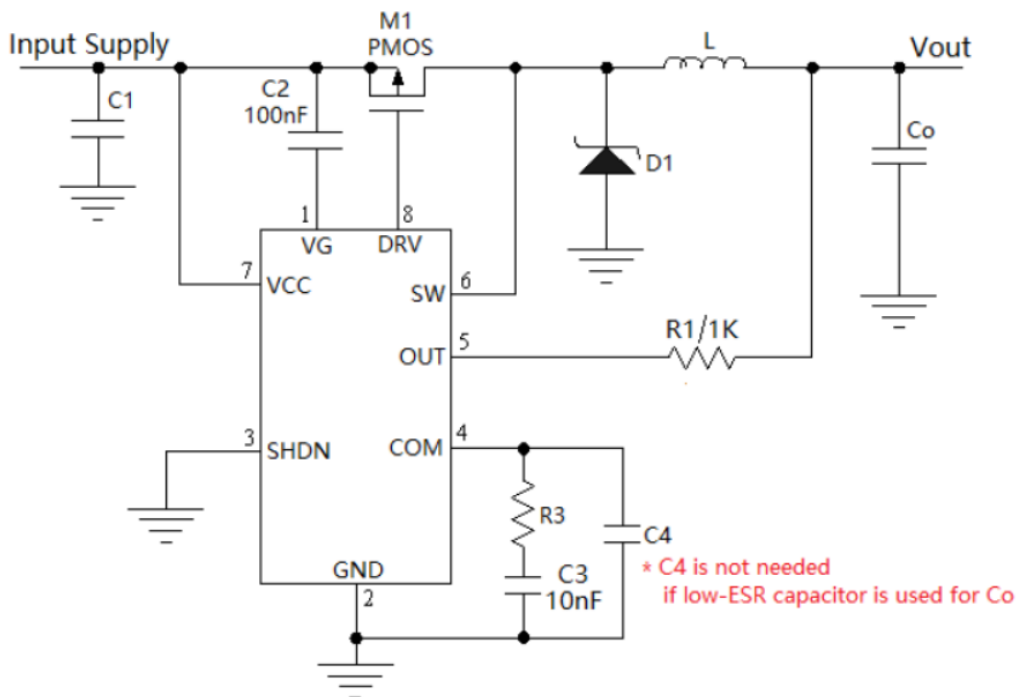 M1
PMOS
Input Supply
L
Vout
C1
C2
100nF
Co
D1
1
8
VG
DRV
7
VCC
SW
6
R1/1K
OUT
5
3
SHDN
COM
4
R3
C4
* C4 is not needed
if low-ESR capacitor is used for Co
C3
10nF
GND
2